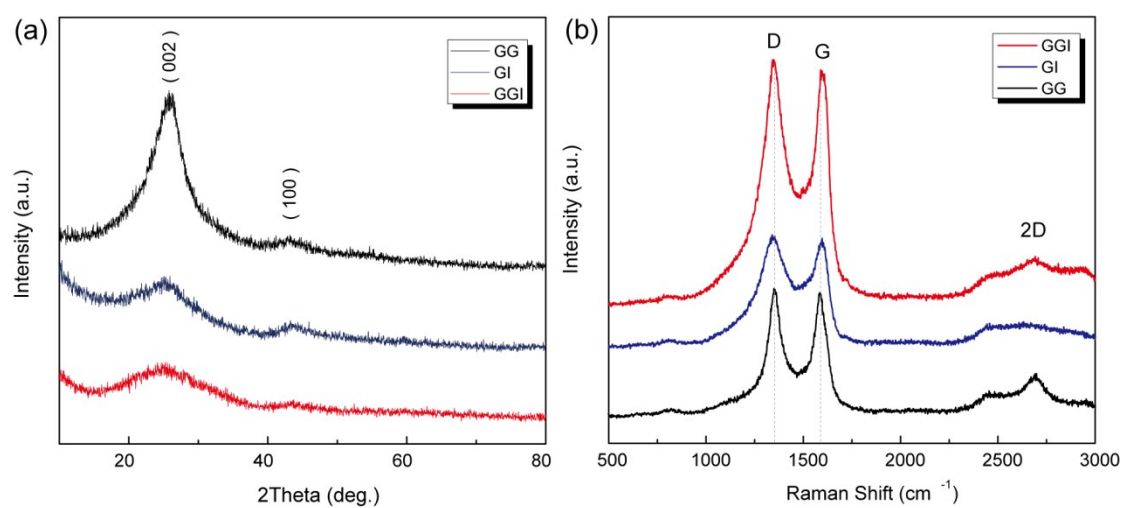 (a)
( 002 )
( 100 )
GG
GI
GGI
Intensity (a.u.)
20
40
60
80
2Theta (deg.)
(b)
D
G
2D
GGI
GI
GG
Intensity (a.u.)
500
1000
1500
2000
2500
3000
Raman Shift (cm -1)